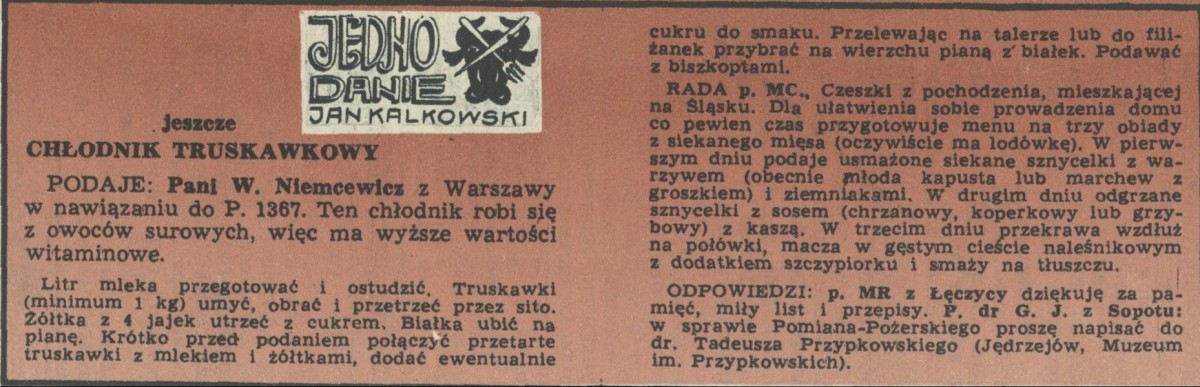 JEDNO
DANIE
JAN KALKOWSKI
jeszcze
CHŁODNIK TRUSKAWKOWY
PODAJE: Pani W. Niemcewicz z Warszawy
w nawiązaniu do P. 1367. Ten chłodnik robi się
z owoców surowych, więc ma wyższe wartości
witaminowe.
Litr mleka przegotować i ostudzić. Truskawki
(minimum 1 kg) umyć, obrać i przetrzeć przez sito.
Żółtka z 4 jajek utrzeć z cukrem. Białka ubić na
pianę. Krótko przed podaniem połączyć przetarte
truskawki z mlekiem i żółtkami, dodać ewentualnie
cukru do smaku. Przelewając na talerze lub do fili-
żanek przybrać na wierzchu pianą z białek. Podawać
z biszkoptami.
RADA p. MC., Czeszki z pochodzenia, mieszkającej
na Śląsku. Dla ułatwienia sobie prowadzenia domu
co pewien czas przygotowuje menu na trzy obiady
z siekanego mięsa (oczywiście ma lodówkę). W pierw-
szym dniu podaje usmażone siekane sznycelki z wa-
rzywem (obecnie młoda kapusta lub marchew z
groszkiem) i ziemniakami. W drugim dniu odgrzane
sznycelki z sosem (chrzanowy, koperkowy lub grzy-
bowy) z kaszą. W trzecim dniu przekrawa wzdłuż
na połówki, macza w gęstym cieście naleśnikowym
z dodatkiem szczypiorku i smaży na tłuszczu.
ODPOWIEDZI: p. MR z Łęczycy dziękuję za pa-
mięć, miły list i przepisy. P. dr G. J. z Sopotu:
w sprawie Pomiana-Pożerskiego proszę napisać do
dr. Tadeusza Przypkowskiego (Jędrzejów, Muzeum
im. Przypkowskich).